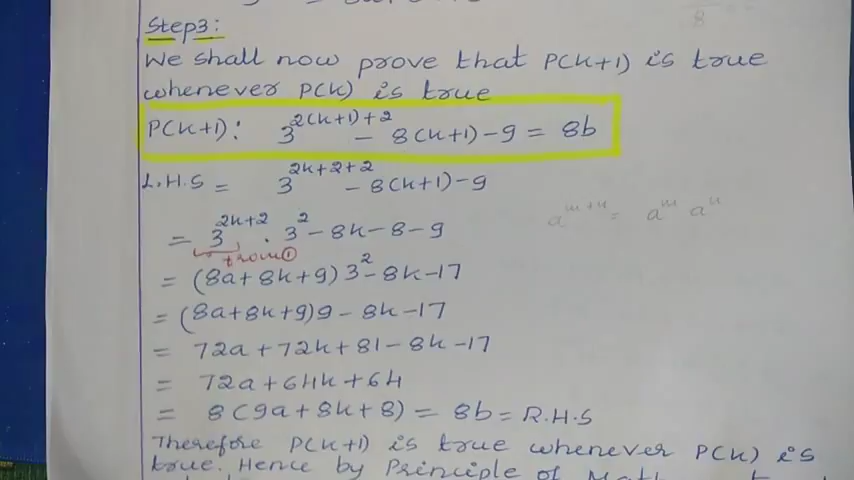 Step3:
We shall now prove that P(k+1) is true
whenever P(k) is true
P(k+1): 3^{2(k+1)+2} - 8(k+1) - 9 = 8b
L.H.S = 3^{2k+2+2} - 8(k+1) - 9
= 3^{2k+2} . 3^2 - 8k - 8 - 9
a^{m+n} = a^m a^n
from ①
= (8a+8k+9) 3^2 - 8k - 17
= (8a+8k+9) 9 - 8k - 17
= 72a + 72k + 81 - 8k - 17
= 72a + 64k + 64
= 8(9a+8k+8) = 8b = R.H.S
Therefore P(k+1) is true whenever P(k) is
true. Hence by Principle of